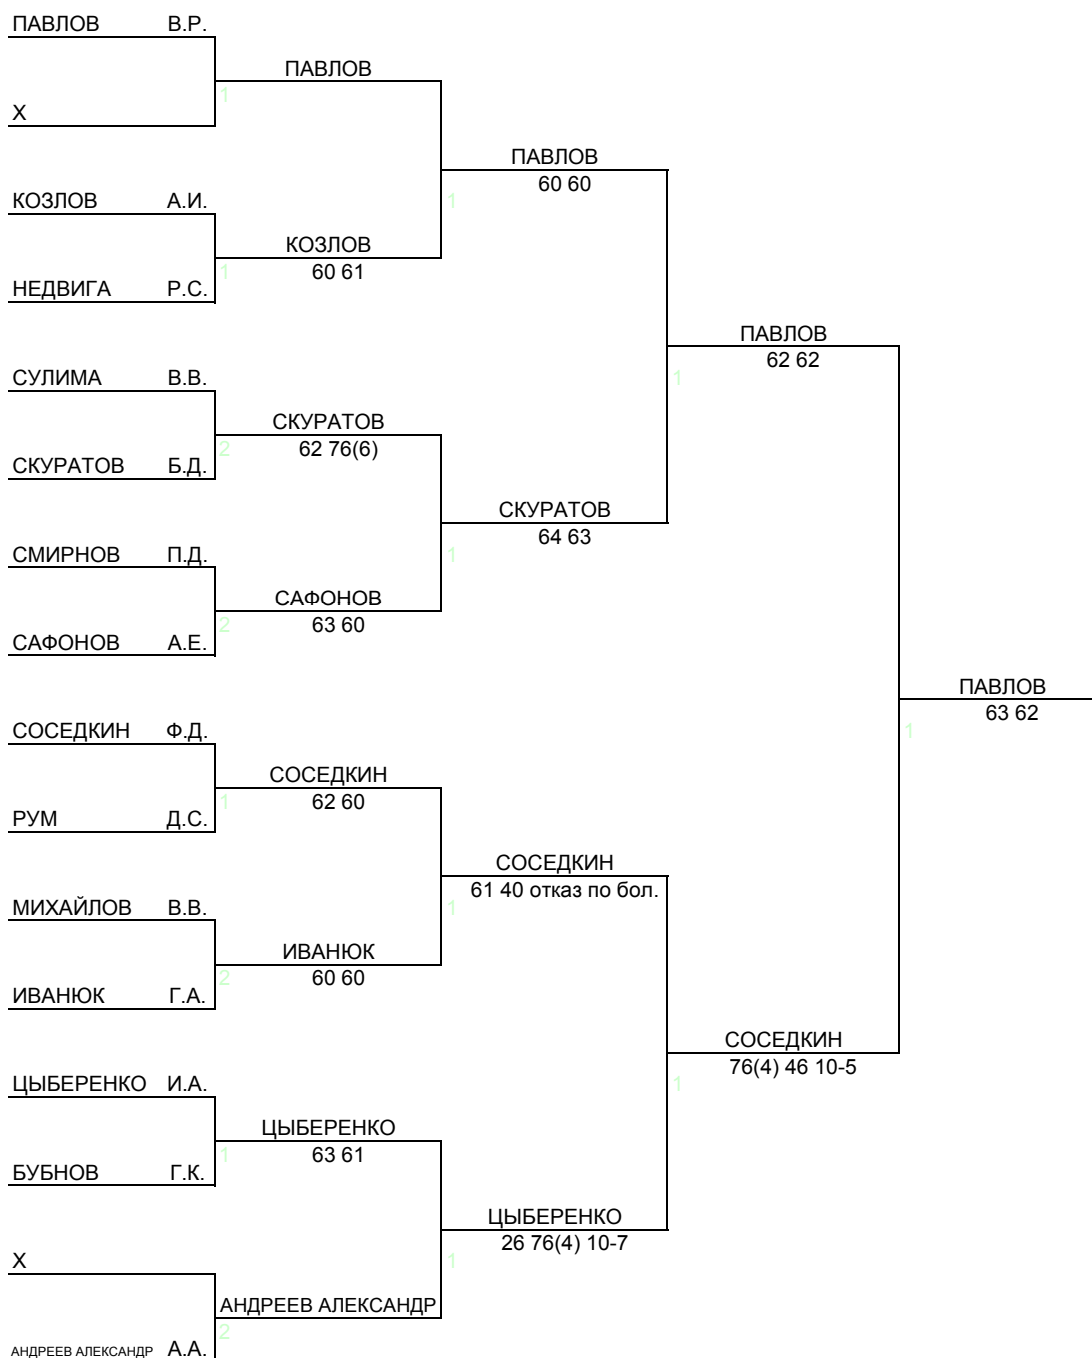 ПАВЛОВ В.Р.
ПАВЛОВ
1
X
ПАВЛОВ
60 60
КОЗЛОВ А.И.
1
КОЗЛОВ
1
60 61
НЕДВИГА Р.С.
ПАВЛОВ
62 62
СУЛИМА В.В.
1
СКУРАТОВ
2
62 76(6)
СКУРАТОВ Б.Д.
СКУРАТОВ
64 63
СМИРНОВ П.Д.
1
САФОНОВ
2
63 60
САФОНОВ А.Е.
ПАВЛОВ
63 62
СОСЕДКИН Ф.Д.
1
СОСЕДКИН
1
62 60
РУМ Д.С.
СОСЕДКИН
61 40 отказ по бол.
МИХАЙЛОВ В.В.
1
ИВАНЮК
2
60 60
ИВАНЮК Г.А.
СОСЕДКИН
76(4) 46 10-5
ЦЫБЕРЕНКО И.А.
1
ЦЫБЕРЕНКО
1
63 61
БУБНОВ Г.К.
ЦЫБЕРЕНКО
26 76(4) 10-7
X
1
АНДРЕЕВ АЛЕКСАНДР
2
АНДРЕЕВ АЛЕКСАНДР А.А.